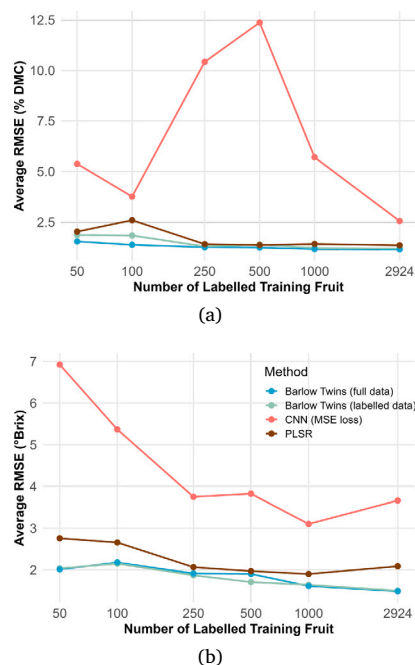 12.5
10.0
7.5
5.0
2.5
Average RMSE (% DMC)
50 100 250 500 1000 2924
Number of Labelled Training Fruit
(a)
7
6
5
4
3
2
Average RMSE (°Brix)
Method
Barlow Twins (full data)
Barlow Twins (labelled data)
CNN (MSE loss)
PLSR
50 100 250 500 1000 2924
Number of Labelled Training Fruit
(b)